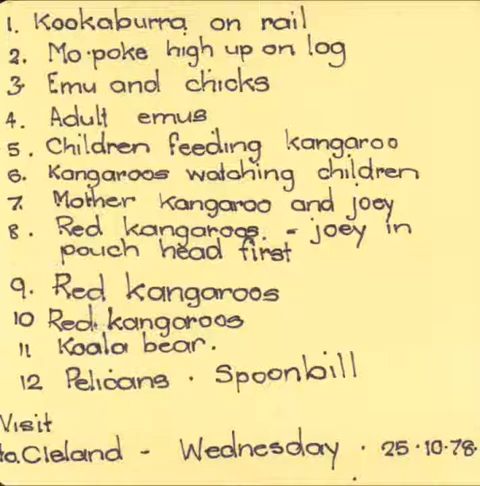 1. Kookaburra on rail
2. Mo·poke high up on log
3. Emu and chicks
4. Adult emus
5. Children feeding kangaroo
6. Kangaroos watching children
7. Mother kangaroo and joey
8. Red kangaroos. - joey in
pouch head first
9. Red kangaroos
10 Red kangaroos
11 Koala bear.
12 Pelicans · Spoonbill
Visit
to Cleland - Wednesday · 25·10·78·